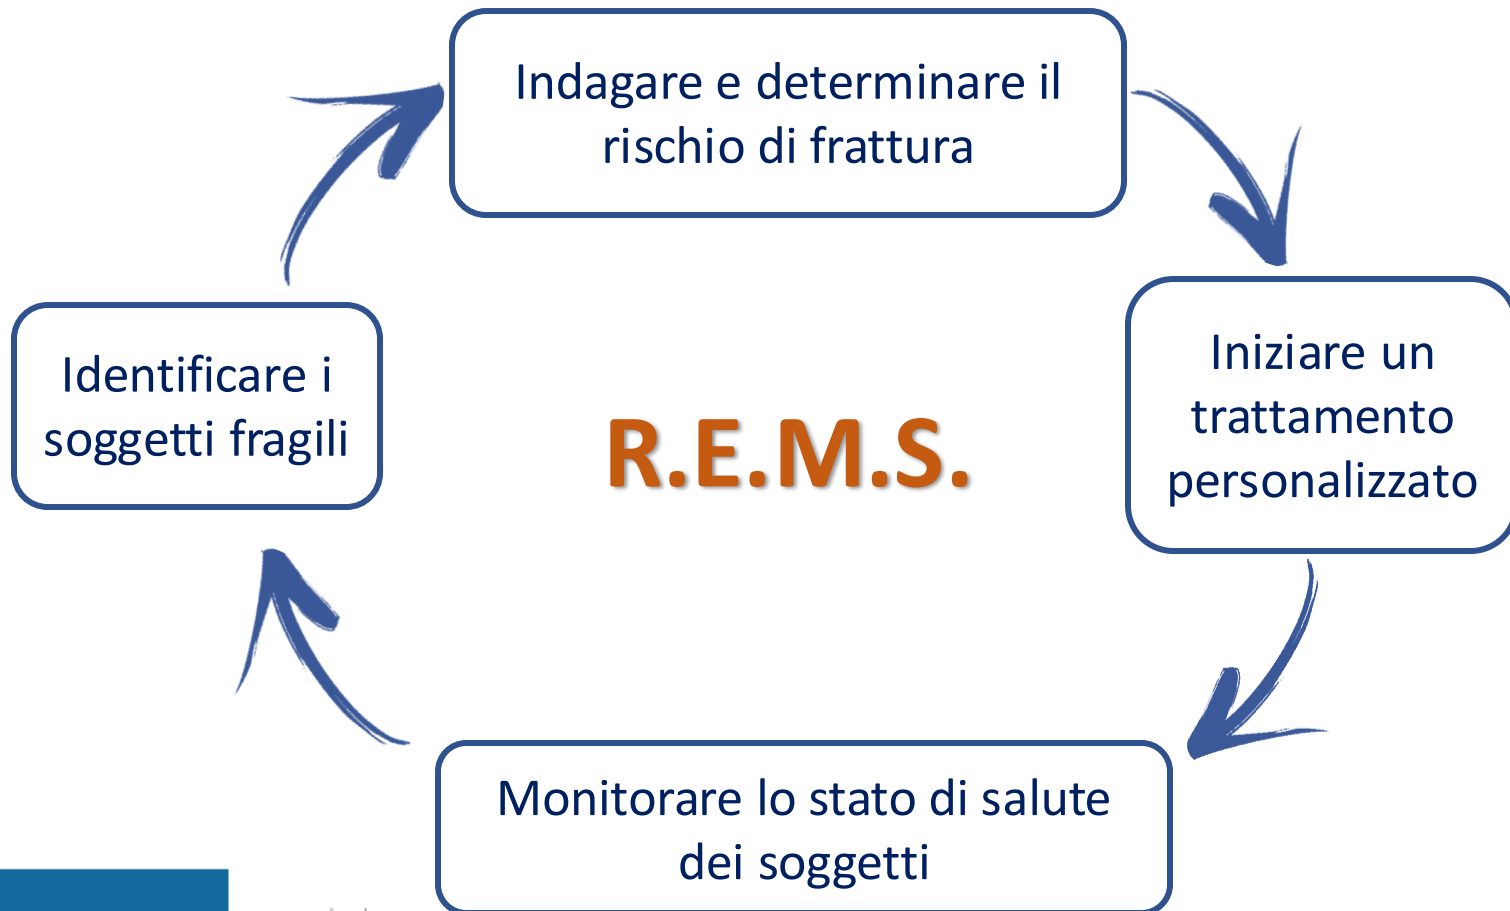 Indagare e determinare il
rischio di frattura
Identificare i
soggetti fragili
R.E.M.S.
Iniziare un
trattamento
personalizzato
Monitorare lo stato di salute
dei soggetti